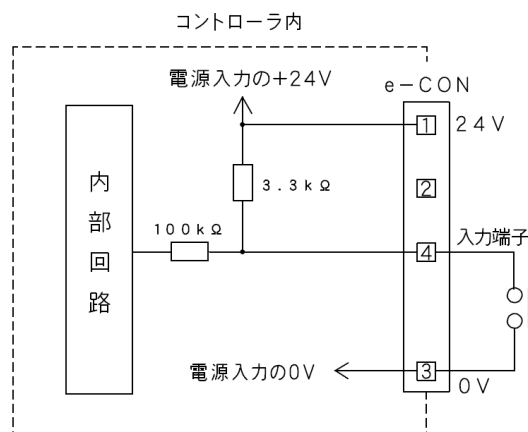 コントローラ内
電源入力の+24V
e-CON
1
24V
3.3kΩ
2
100kΩ
4
入力端子
内部回路
電源入力の0V
3
0V